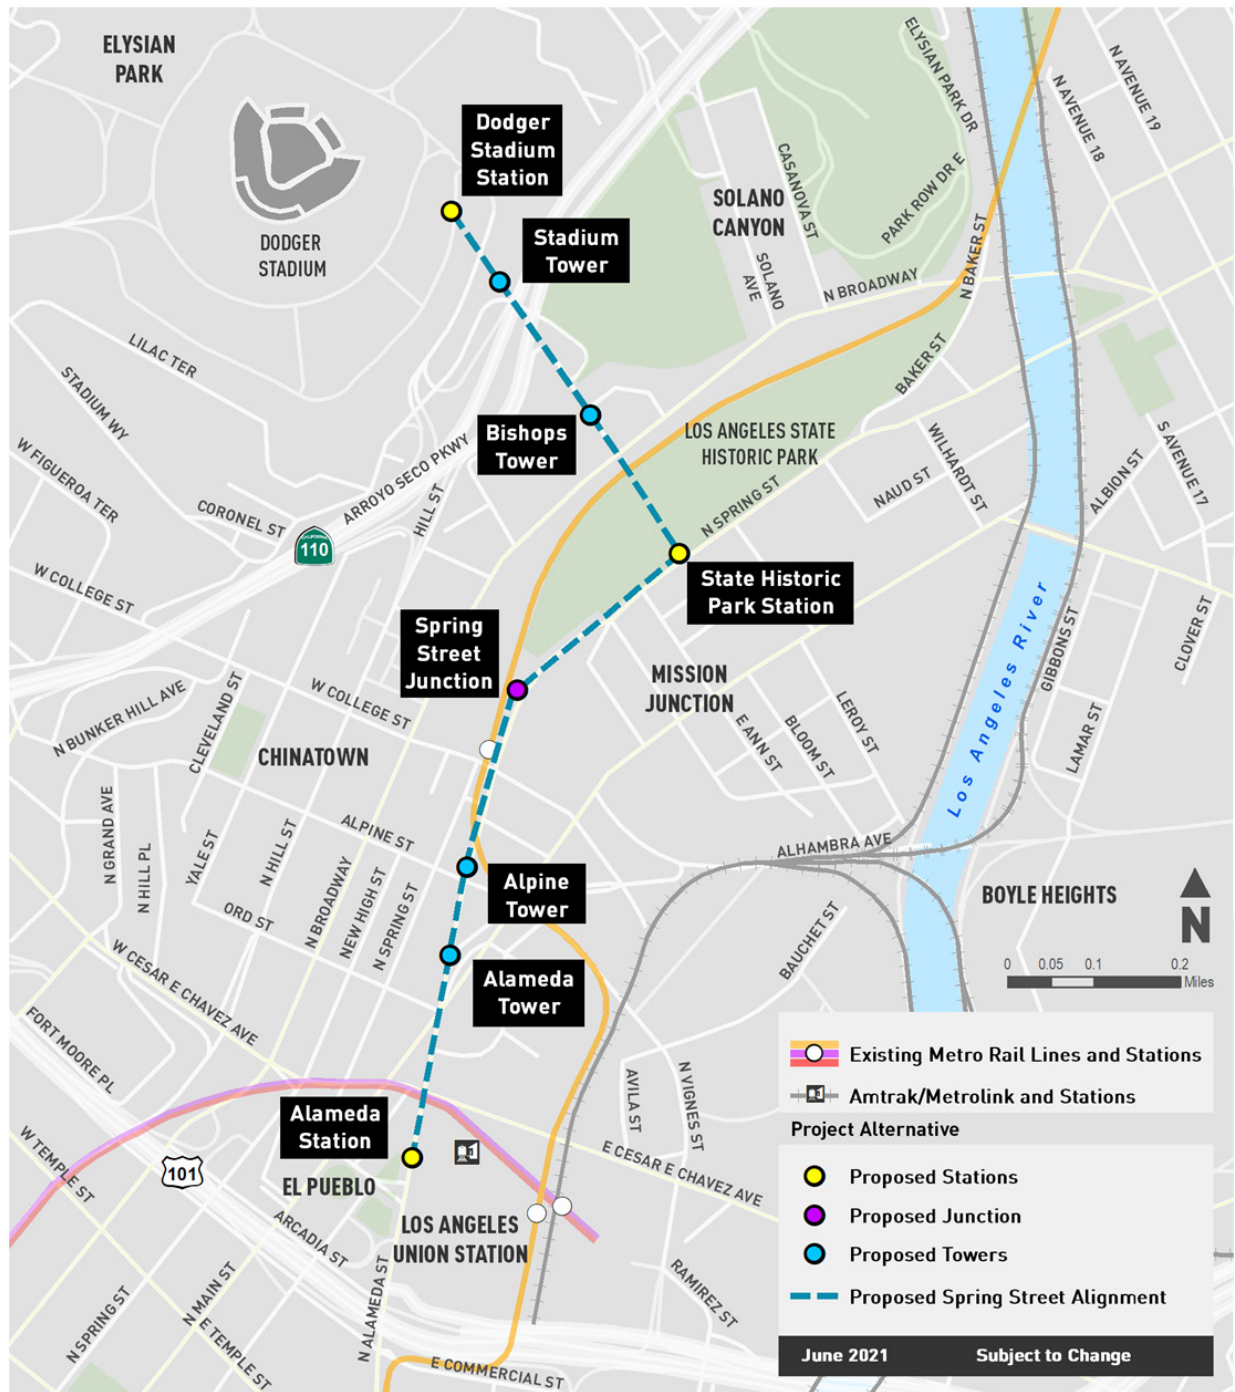 ELYSIAN
PARK
Dodger
Stadium
Station
DODGER
STADIUM
Stadium
Tower
SOLANO
CANYON
CASANOVA ST
SOLANO
AVE
ELYSIAN PARK DR
PARK ROW DR E
N BROADWAY
N BAKER ST
N AVENUE 19
N AVENUE 18
LILAC TER
STADIUM WY
W FIGUEROA TER
CORONEL ST
CALIFORNIA
110
ARROYO SECO PKWY
HILL ST
Bishops
Tower
LOS ANGELES STATE
HISTORIC PARK
BAKER ST
WILHARDT ST
NAUD ST
N SPRING ST
ALBION ST
S AVENUE 17
W COLLEGE ST
State Historic
Park Station
Spring
Street
Junction
MISSION
JUNCTION
Los Angeles River
GIBBONS ST
CLOVER ST
LAMAR ST
LEROY ST
BLOOM ST
E ANN ST
W COLLEGE ST
N BUNKER HILL AVE
CLEVELAND ST
CHINATOWN
ALPINE ST
N GRAND AVE
N HILL PL
YALE ST
N HILL ST
ORD ST
N BROADWAY
NEW HIGH ST
N SPRING ST
Alpine
Tower
ALHAMBRA AVE
BOYLE HEIGHTS
N
0 0.05 0.1 0.2
Miles
BAUCHET ST
Alameda
Tower
W CESAR E CHAVEZ AVE
FORT MOORE PL
W TEMPLE ST
101
Alameda
Station
EL PUEBLO
LOS ANGELES
UNION STATION
AVILA ST
N VIGNES ST
E CESAR E CHAVEZ AVE
ARCADIA ST
N SPRING ST
N MAIN ST
E TEMPLE ST
N ALAMEDA ST
E COMMERCIAL ST
RAMIREZ ST
Existing Metro Rail Lines and Stations
Amtrak/Metrolink and Stations
Project Alternative
Proposed Stations
Proposed Junction
Proposed Towers
Proposed Spring Street Alignment
June 2021 Subject to Change